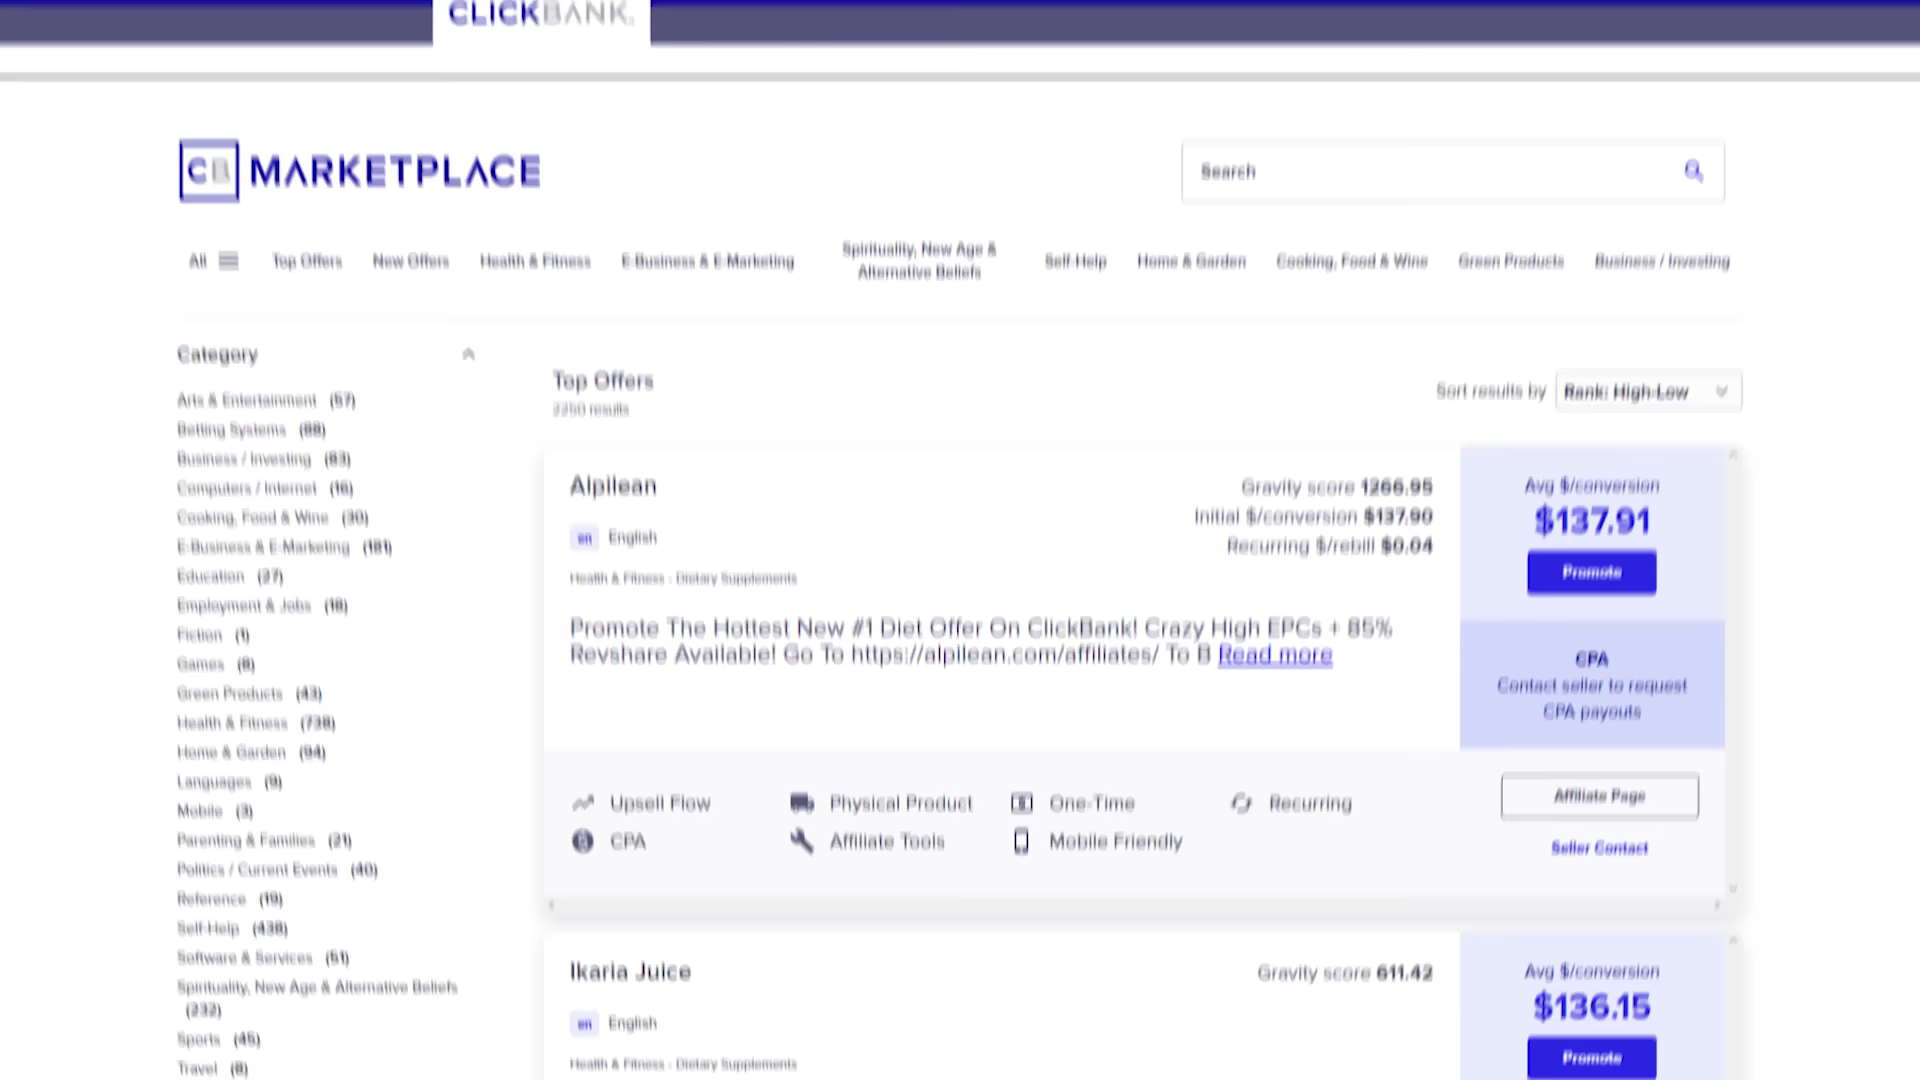 CLICKBANK
CB MARKETPLACE
Search
All
Top Offers
New Offers
Health & Fitness
E-Business & E-Marketing
Spirituality, New Age &
Alternative Beliefs
Self-Help
Home & Garden
Cooking, Food & Wine
Green Products
Business / Investing
Category
Arts & Entertainment (57)
Betting Systems (88)
Business / Investing (83)
Computers / Internet (16)
Cooking, Food & Wine (30)
E-Business & E-Marketing (181)
Education (27)
Employment & Jobs (18)
Fiction (1)
Games (8)
Green Products (43)
Health & Fitness (738)
Home & Garden (94)
Languages (9)
Mobile (3)
Parenting & Families (21)
Politics / Current Events (40)
Reference (19)
Self-Help (438)
Software & Services (51)
Spirituality, New Age & Alternative Beliefs
(232)
Sports (45)
Travel (8)
Top Offers
2250 results
Sort results by Rank: High-Low
Alpilean
en English
Health & Fitness : Dietary Supplements
Gravity score 1266.95
Initial $/conversion $137.90
Recurring $/rebill $0.04
Promote The Hottest New #1 Diet Offer On ClickBank! Crazy High EPCs + 85%
Revshare Available! Go To https://alpilean.com/affiliates/ To B Read more
Avg $/conversion
$137.91
Promote
CPA
Contact seller to request
CPA payouts
Upsell Flow
Physical Product
One-Time
Recurring
CPA
Affiliate Tools
Mobile Friendly
Affiliate Page
Seller Contact
Ikaria Juice
en English
Health & Fitness : Dietary Supplements
Gravity score 611.42
Avg $/conversion
$136.15
Promote